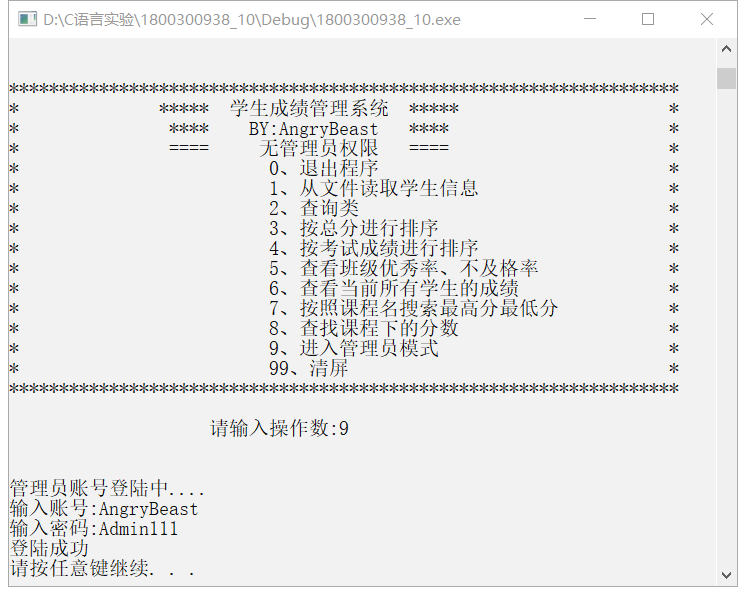 D:\C语言实验\1800300938_10\Debug\1800300938_10.exe
*******************************************************************
* ***** 学生成绩管理系统 ***** *
* **** BY:AngryBeast **** *
* ==== 无管理员权限 ==== *
* 0、退出程序 *
* 1、从文件读取学生信息 *
* 2、查询类 *
* 3、按总分进行排序 *
* 4、按考试成绩进行排序 *
* 5、查看班级优秀率、不及格率 *
* 6、查看当前所有学生的成绩 *
* 7、按照课程名搜索最高分最低分 *
* 8、查找课程下的分数 *
* 9、进入管理员模式 *
* 99、清屏 *
*******************************************************************
请输入操作数:9
管理员账号登陆中....
输入账号:AngryBeast
输入密码:Admin111
登陆成功
请按任意键继续. . .